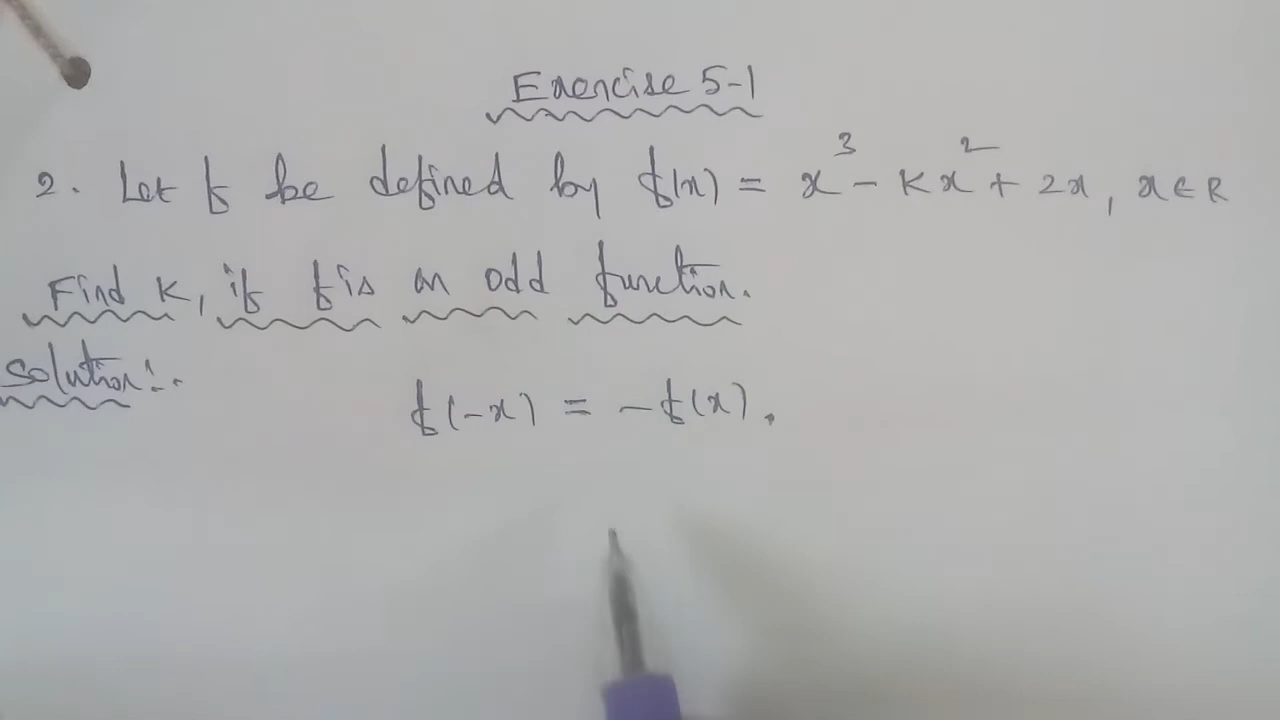 Exercise 5-1
2. Let f be defined by f(x) = x³ - Kx² + 2x, x ∈ R
Find K, if f is an odd function.
Solution:-
f(-x) = -f(x).